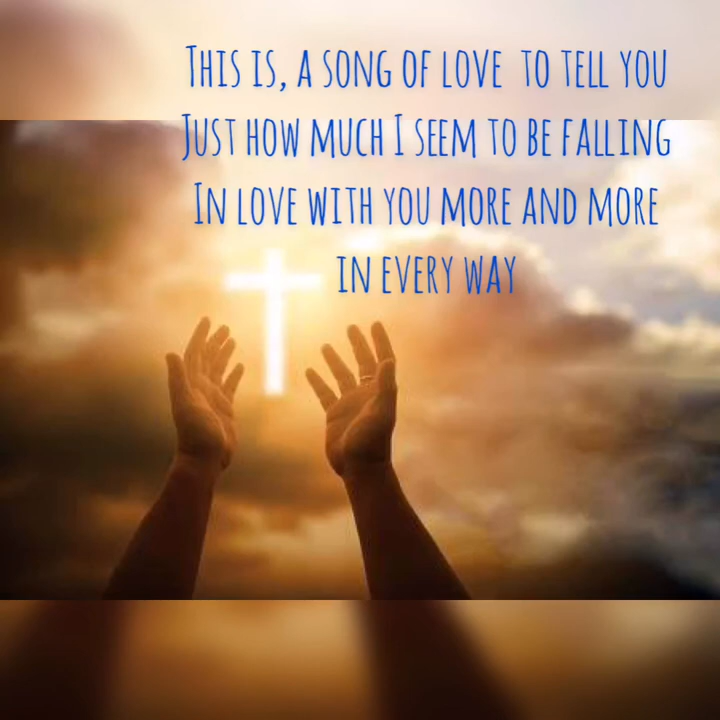 This is, a song of love to tell you
Just how much I seem to be falling
In love with you more and more
in every way